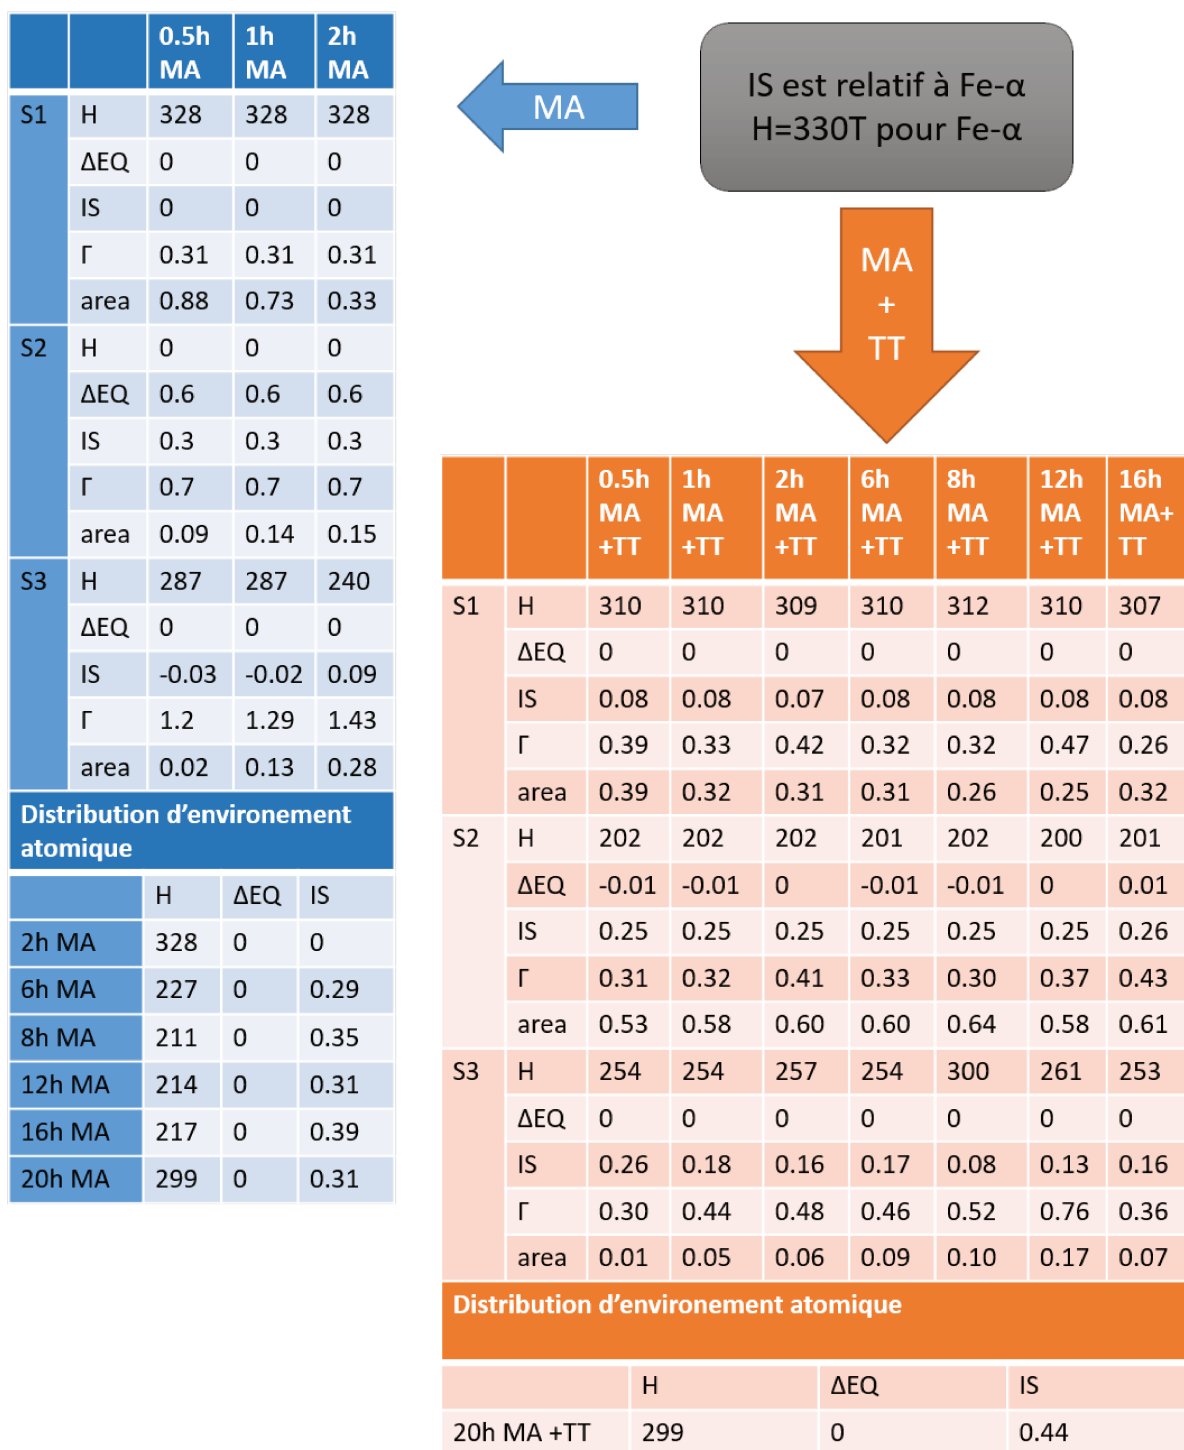 0.5h MA 1h MA 2h MA
S1 H 328 328 328
ΔEQ 0 0 0
IS 0 0 0
Γ 0.31 0.31 0.31
area 0.88 0.73 0.33
S2 H 0 0 0
ΔEQ 0.6 0.6 0.6
IS 0.3 0.3 0.3
Γ 0.7 0.7 0.7
area 0.09 0.14 0.15
S3 H 287 287 240
ΔEQ 0 0 0
IS -0.03 -0.02 0.09
Γ 1.2 1.29 1.43
area 0.02 0.13 0.28
Distribution d’environement
atomique
H ΔEQ IS
2h MA 328 0 0
6h MA 227 0 0.29
8h MA 211 0 0.35
12h MA 214 0 0.31
16h MA 217 0 0.39
20h MA 299 0 0.31
MA
IS est relatif à Fe-α
H=330T pour Fe-α
MA
+
TT
0.5h 1h 2h 6h 8h 12h 16h
MA MA MA MA MA MA MA+
+TT +TT +TT +TT +TT +TT TT
S1 H 310 310 309 310 312 310 307
ΔEQ 0 0 0 0 0 0 0
IS 0.08 0.08 0.07 0.08 0.08 0.08 0.08
Γ 0.39 0.33 0.42 0.32 0.32 0.47 0.26
area 0.39 0.32 0.31 0.31 0.26 0.25 0.32
S2 H 202 202 202 201 202 200 201
ΔEQ -0.01 -0.01 0 -0.01 -0.01 0 0.01
IS 0.25 0.25 0.25 0.25 0.25 0.25 0.26
Γ 0.31 0.32 0.41 0.33 0.30 0.37 0.43
area 0.53 0.58 0.60 0.60 0.64 0.58 0.61
S3 H 254 254 257 254 300 261 253
ΔEQ 0 0 0 0 0 0 0
IS 0.26 0.18 0.16 0.17 0.08 0.13 0.16
Γ 0.30 0.44 0.48 0.46 0.52 0.76 0.36
area 0.01 0.05 0.06 0.09 0.10 0.17 0.07
Distribution d’environement atomique
H ΔEQ IS
20h MA +TT 299 0 0.44